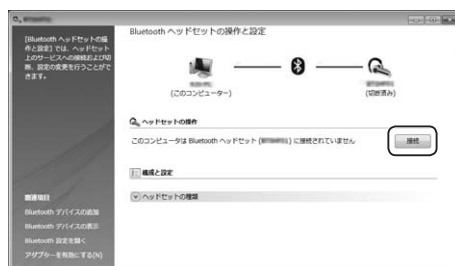 Bluetooth ヘッドセットの操作と設定
[Bluetooth ヘッドセットの操
作と設定] では、ヘッドセット
上のサービスへの接続および切
断、設定の変更を行うことがで
きます。
(このコンピューター)
(切断済み)
ヘッドセットの操作
このコンピュータは Bluetooth ヘッドセット ( ) に接続されていません
接続
構成と設定
ヘッドセットの種類
関連項目
Bluetooth デバイスの追加
Bluetooth デバイスの表示
Bluetooth 設定を開く
アダプターを有効にする(N)